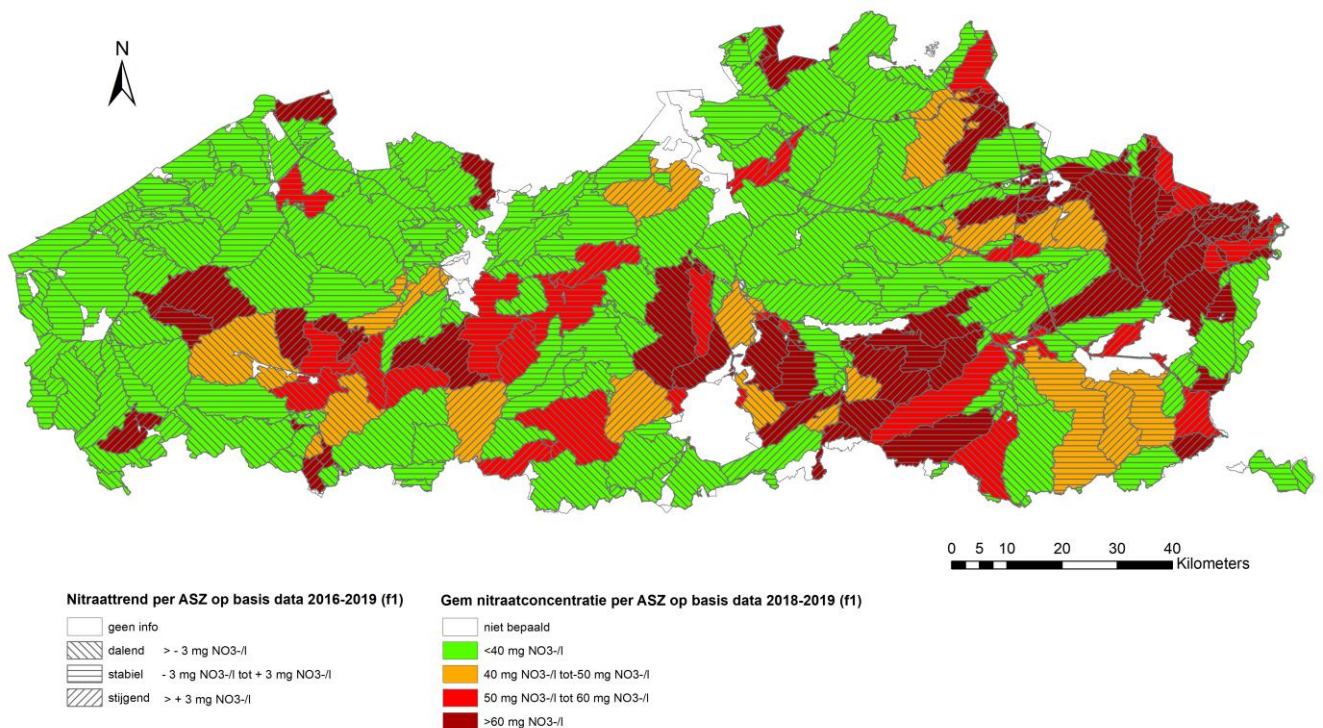 N
0 5 10 20 30 40
Kilometers
Nitraattrend per ASZ op basis data 2016-2019 (f1)
geen info
dalend > - 3 mg NO3-/l
stabiel - 3 mg NO3-/l tot + 3 mg NO3-/l
stijgend > + 3 mg NO3-/l
Gem nitraatconcentratie per ASZ op basis data 2018-2019 (f1)
niet bepaald
<40 mg NO3-/l
40 mg NO3-/l tot-50 mg NO3-/l
50 mg NO3-/l tot 60 mg NO3-/l
>60 mg NO3-/l